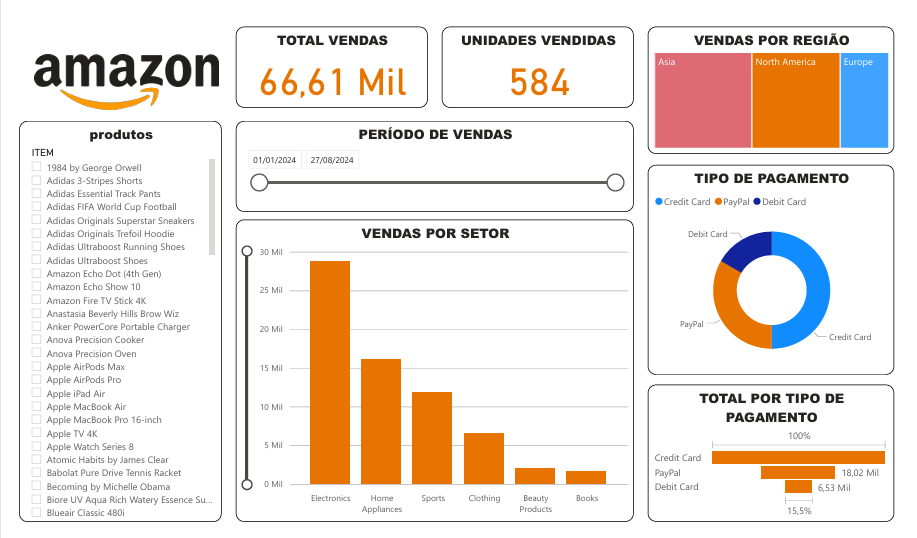 amazon
TOTAL VENDAS
66,61 Mil
UNIDADES VENDIDAS
584
VENDAS POR REGIÃO
Asia
North America
Europe
produtos
ITEM
1984 by George Orwell
Adidas 3-Stripes Shorts
Adidas Essential Track Pants
Adidas FIFA World Cup Football
Adidas Originals Superstar Sneakers
Adidas Originals Trefoil Hoodie
Adidas Ultraboost Running Shoes
Adidas Ultraboost Shoes
Amazon Echo Dot (4th Gen)
Amazon Echo Show 10
Amazon Fire TV Stick 4K
Anastasia Beverly Hills Brow Wiz
Anker PowerCore Portable Charger
Anova Precision Cooker
Anova Precision Oven
Apple AirPods Max
Apple AirPods Pro
Apple iPad Air
Apple MacBook Air
Apple MacBook Pro 16-inch
Apple TV 4K
Apple Watch Series 8
Atomic Habits by James Clear
Babolat Pure Drive Tennis Racket
Becoming by Michelle Obama
Biore UV Aqua Rich Watery Essence Su...
Blueair Classic 480i
PERÍODO DE VENDAS
01/01/2024
27/08/2024
VENDAS POR SETOR
30 Mil
25 Mil
20 Mil
15 Mil
10 Mil
5 Mil
0 Mil
Electronics
Home
Appliances
Sports
Clothing
Beauty
Products
Books
TIPO DE PAGAMENTO
Credit Card
PayPal
Debit Card
Debit Card
PayPal
Credit Card
TOTAL POR TIPO DE
PAGAMENTO
100%
Credit Card
PayPal
18,02 Mil
Debit Card
6,53 Mil
15,5%